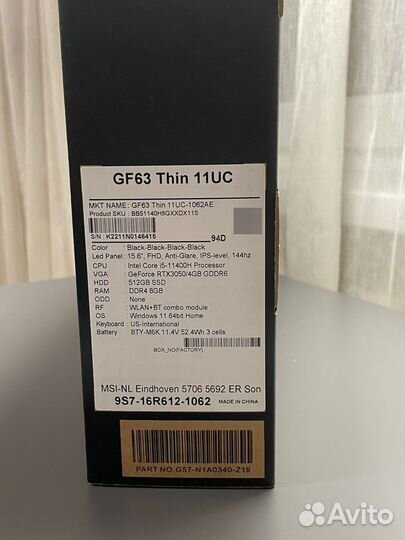 GF63 Thin 11UC
MKT NAME : GF63 Thin 11UC-1062AE
Product SKU : BB51140H8GXXDX11S
S/N : K2211N0146415
94D
Color : Black-Black-Black-Black
Led Panel : 15.6", FHD, Anti-Glare, IPS-level, 144hz
CPU : Intel Core i5-11400H Processor
VGA : GeForce RTX3050/4GB GDDR6
HDD : 512GB SSD
RAM : DDR4 8GB
ODD : None
RF : WLAN+BT combo module
OS : Windows 11 64bit Home
Keyboard : US-International
Battery : BTY-M6K 11.4V 52.4Wh 3 cells
BOX_NO(FACTORY)
MSI-NL Eindhoven 5706 5692 ER Son
9S7-16R612-1062 MADE IN CHINA
PART NO.G57-N1A0340-Z19
Avito